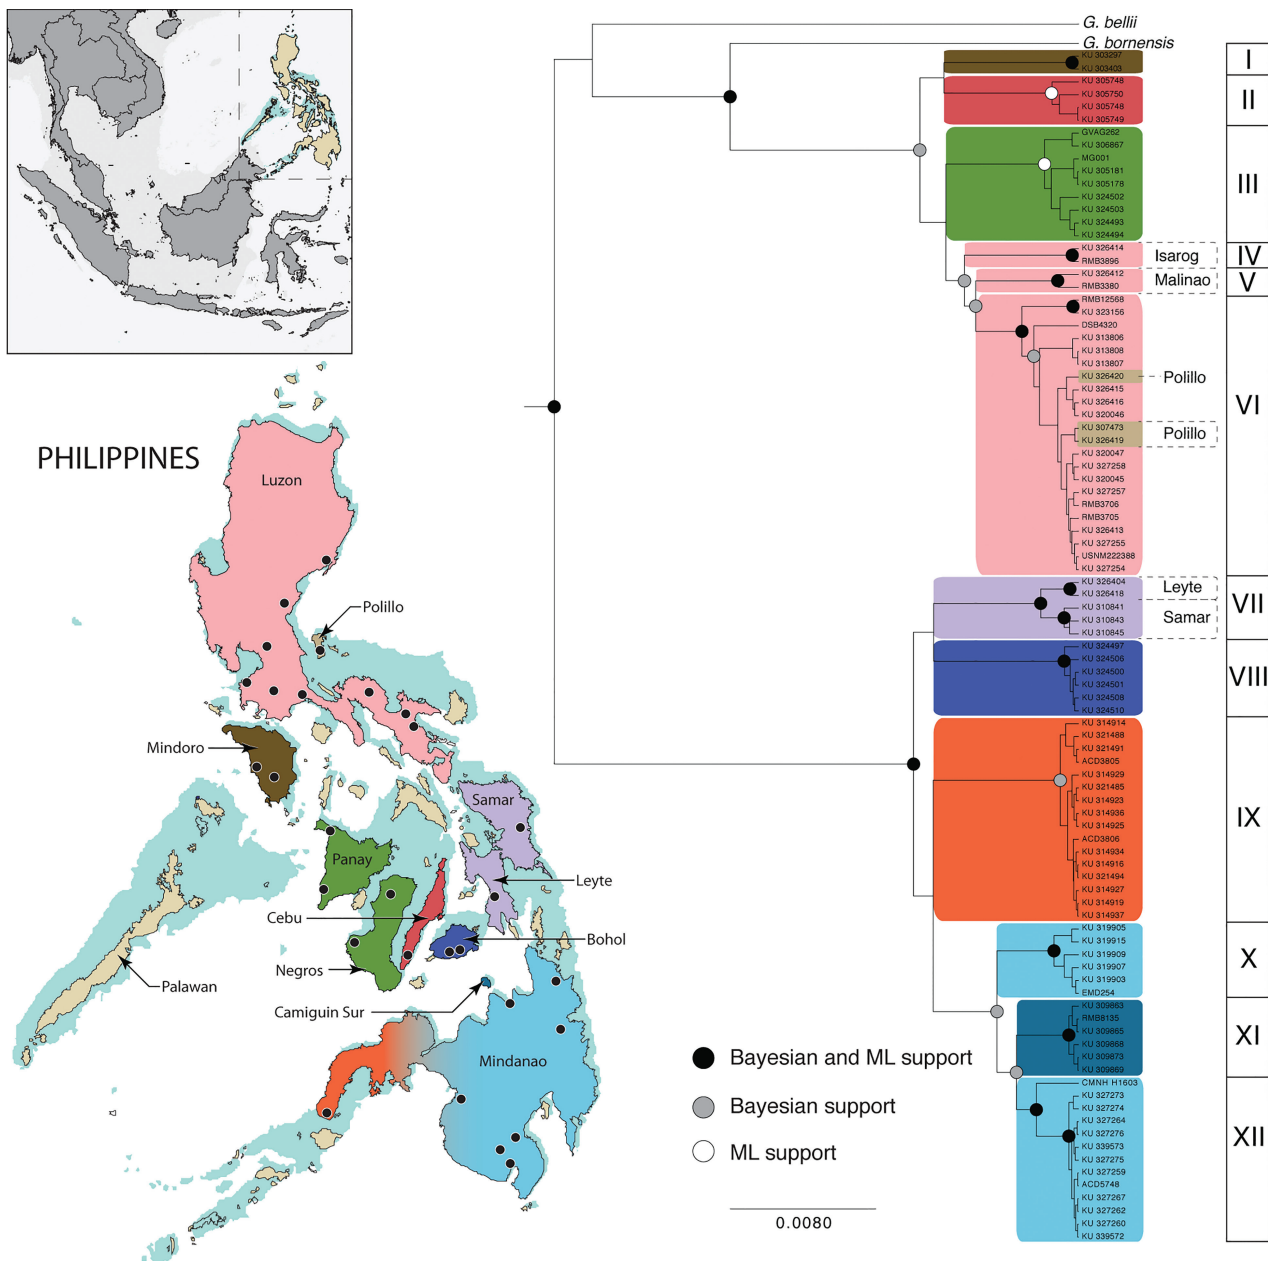 PHILIPPINES
Luzon
Polillo
Mindoro
Samar
Panay
Leyte
Cebu
Bohol
Negros
Palawan
Camiguin Sur
Mindanao
G. bellii
G. bornensis
KU 303297
KU 303403
I
KU 305748
KU 305750
KU 305748
KU 305749
II
GVAG262
KU 306867
MG001
KU 305181
KU 305178
KU 324502
KU 324503
KU 324493
KU 324494
III
KU 326414
RMB3896
Isarog
IV
KU 326412
RMB3380
Malinao
V
RMB12568
KU 323156
DSB4320
KU 313806
KU 313808
KU 313807
KU 326420
Polillo
KU 326415
KU 326416
KU 320046
KU 307473
KU 326419
Polillo
KU 320047
KU 327258
KU 320045
KU 327257
RMB3706
RMB3705
KU 326413
KU 327255
USNM222388
KU 327254
VI
KU 326404
KU 326418
Leyte
KU 310841
KU 310843
KU 310845
Samar
VII
KU 324497
KU 324506
KU 324500
KU 324501
KU 324508
KU 324510
VIII
KU 314914
KU 321488
KU 321491
ACD3805
KU 314929
KU 321485
KU 314923
KU 314936
KU 314925
ACD3806
KU 314934
KU 314916
KU 321494
KU 314927
KU 314919
KU 314937
IX
KU 319905
KU 319915
KU 319909
KU 319907
KU 319903
EMD254
X
KU 309863
RMB8135
KU 309865
KU 309868
KU 309873
KU 309869
XI
CMNH H1603
KU 327273
KU 327274
KU 327264
KU 327276
KU 339573
KU 327275
KU 327259
ACD5748
KU 327267
KU 327262
KU 327260
KU 339572
XII
Bayesian and ML support
Bayesian support
ML support
0.0080